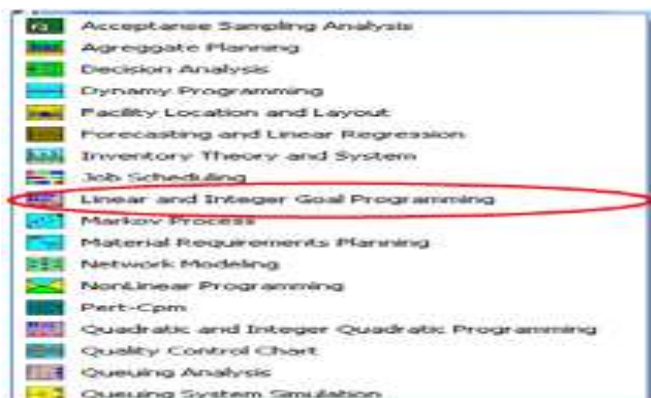 Acceptanse Sampling Analysis
Agreggate Planning
Decision Analysis
Dynamy Programming
Facility Location and Layout
Forecasting and Linear Regression
Inventory Theory and System
Job Scheduling
Linear and Integer Goal Programming
Markov Process
Material Requirements Planning
Network Modeling
NonLinear Programming
Pert-Cpm
Quadratic and Integer Quadratic Programming
Quality Control Chart
Queuing Analysis
Queuing System Simulation